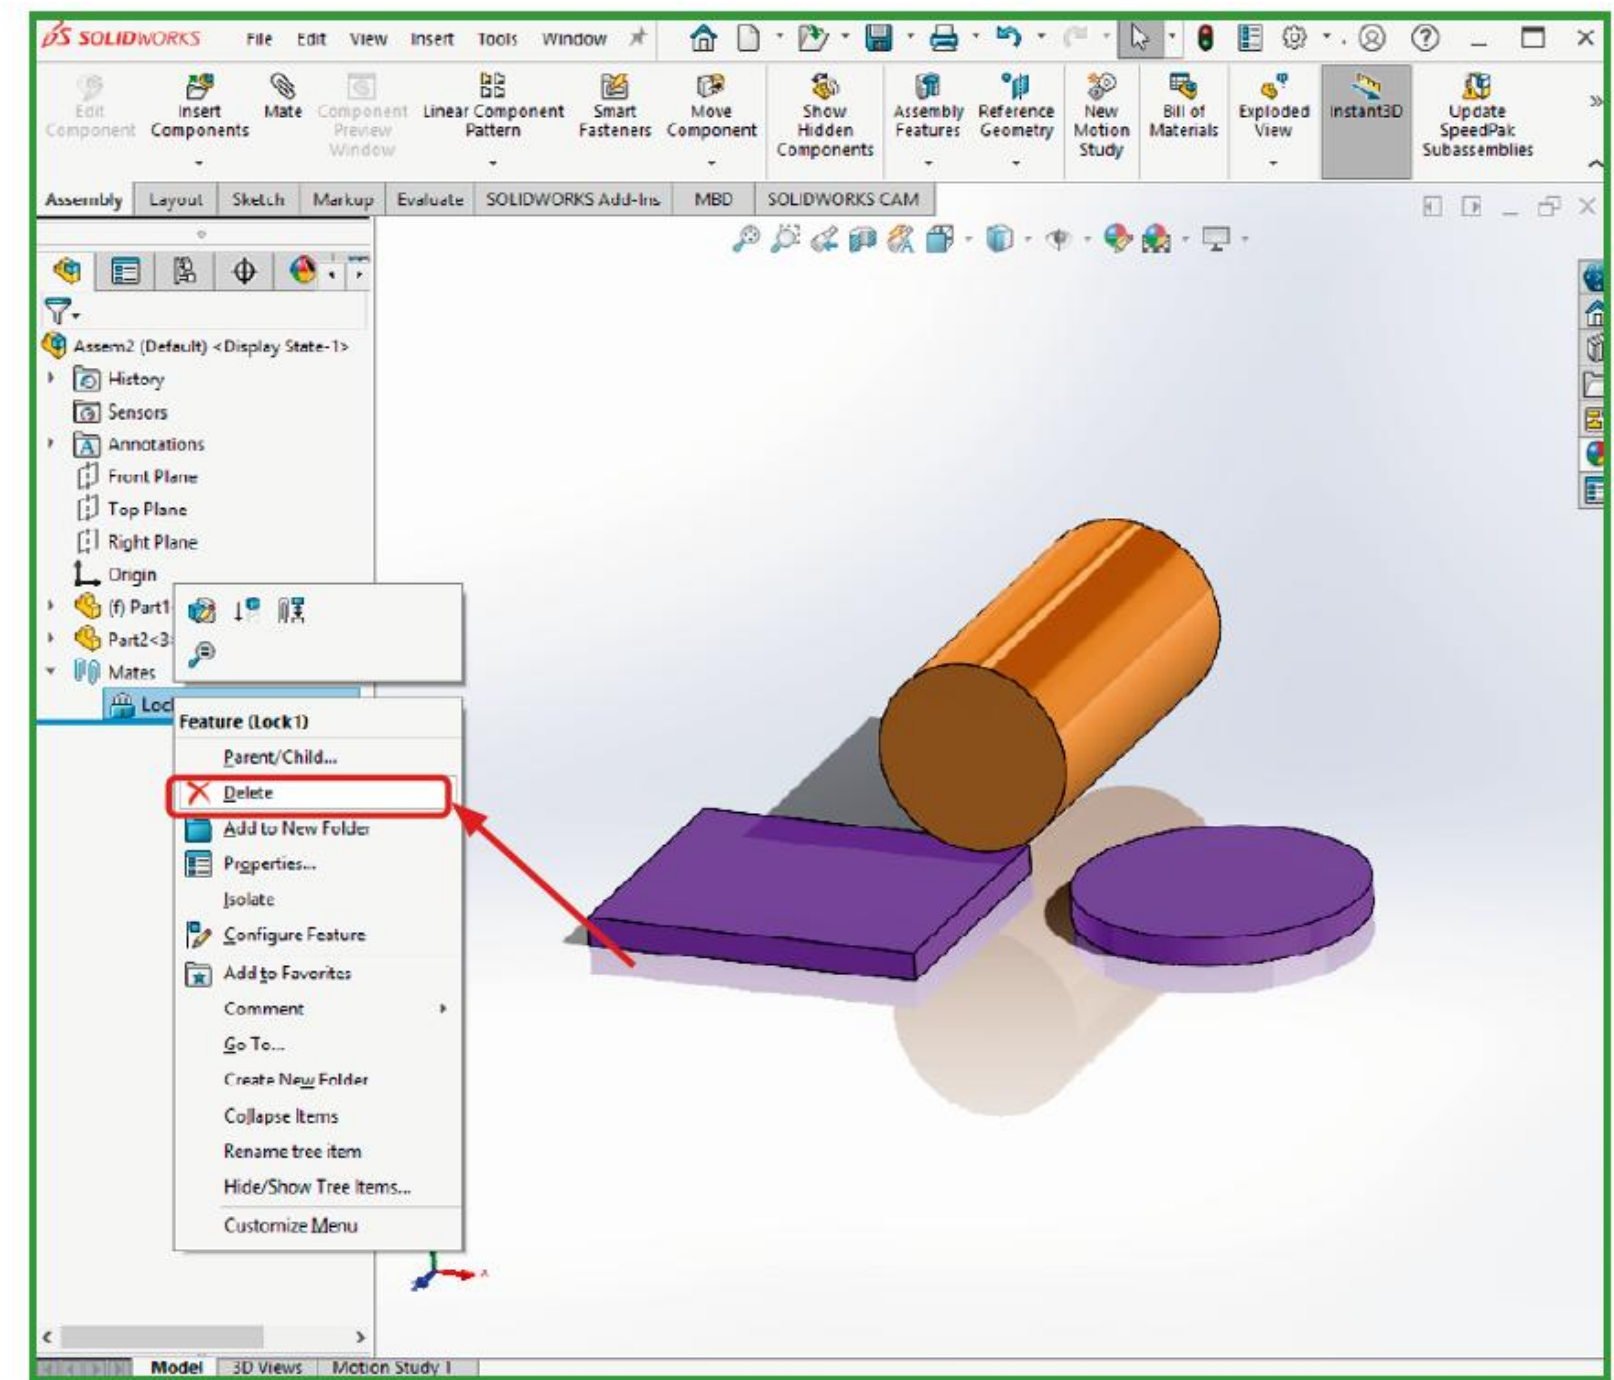 SOLIDWORKS File Edit View Insert Tools Window
Edit Component
Insert Components
Mate
Component Preview Window
Linear Component Pattern
Smart Fasteners
Move Component
Show Hidden Components
Assembly Features
Reference Geometry
New Motion Study
Bill of Materials
Exploded View
Instant3D
Update SpeedPak Subassemblies
Assembly Layout Sketch Markup Evaluate SOLIDWORKS Add-Ins MBD SOLIDWORKS CAM
Assem2 (Default) <Display State-1>
History
Sensors
Annotations
Front Plane
Top Plane
Right Plane
Origin
(f) Part1
Part2<3>
Mates
Loc
Feature (Lock1)
Parent/Child...
Delete
Add to New Folder
Properties...
Isolate
Configure Feature
Add to Favorites
Comment
Go To...
Create New Folder
Collapse Items
Rename tree item
Hide/Show Tree Items...
Customize Menu
Model 3D Views Motion Study 1